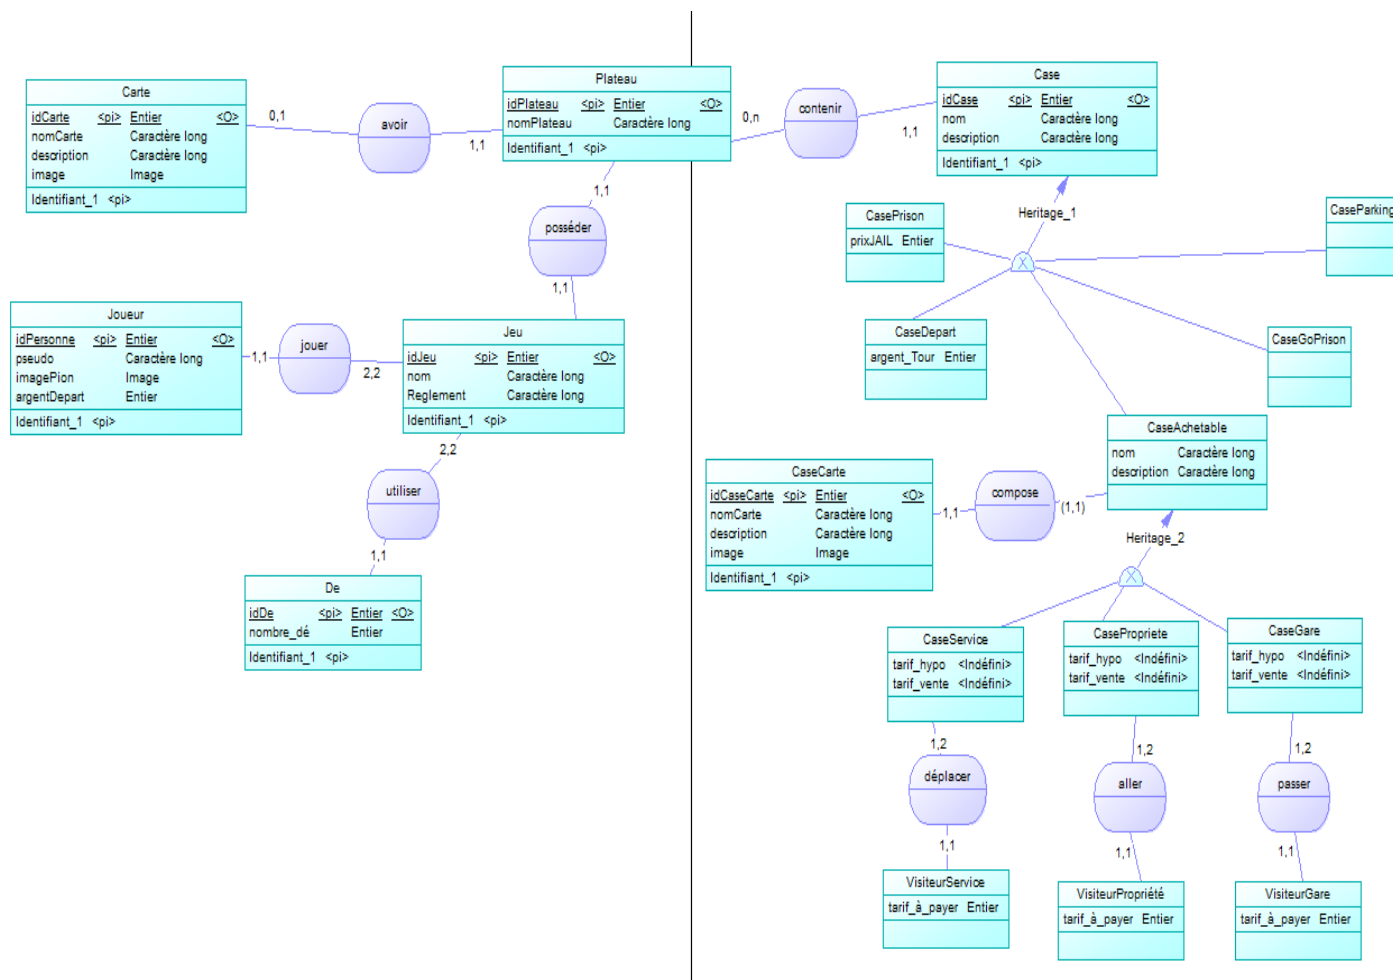 Carte
idCarte <pi> Entier <O>
nomCarte Caractère long
description Caractère long
image Image
Identifiant_1 <pi>
0,1
avoir
1,1
Plateau
idPlateau <pi> Entier <O>
nomPlateau Caractère long
Identifiant_1 <pi>
0,n
contenir
1,1
Case
idCase <pi> Entier <O>
nom Caractère long
description Caractère long
Identifiant_1 <pi>
1,1
posséder
1,1
Heritage_1
CasePrison
prixJAIL Entier
CaseParking
Joueur
idPersonne <pi> Entier <O>
pseudo Caractère long
imagePion Image
argentDepart Entier
Identifiant_1 <pi>
1,1
jouer
2,2
Jeu
idJeu <pi> Entier <O>
nom Caractère long
Reglement Caractère long
Identifiant_1 <pi>
CaseDepart
argent_Tour Entier
CaseGoPrison
2,2
utiliser
1,1
CaseAchetable
nom Caractère long
description Caractère long
CaseCarte
idCaseCarte <pi> Entier <O>
nomCarte Caractère long
description Caractère long
image Image
Identifiant_1 <pi>
1,1
compose
(1,1)
Heritage_2
De
idDe <pi> Entier <O>
nombre_dé Entier
Identifiant_1 <pi>
CaseService
tarif_hypo <Indéfini>
tarif_vente <Indéfini>
CasePropriete
tarif_hypo <Indéfini>
tarif_vente <Indéfini>
CaseGare
tarif_hypo <Indéfini>
tarif_vente <Indéfini>
1,2
déplacer
1,1
1,2
aller
1,1
1,2
passer
1,1
VisiteurService
tarif_à_payer Entier
VisiteurPropriété
tarif_à_payer Entier
VisiteurGare
tarif_à_payer Entier